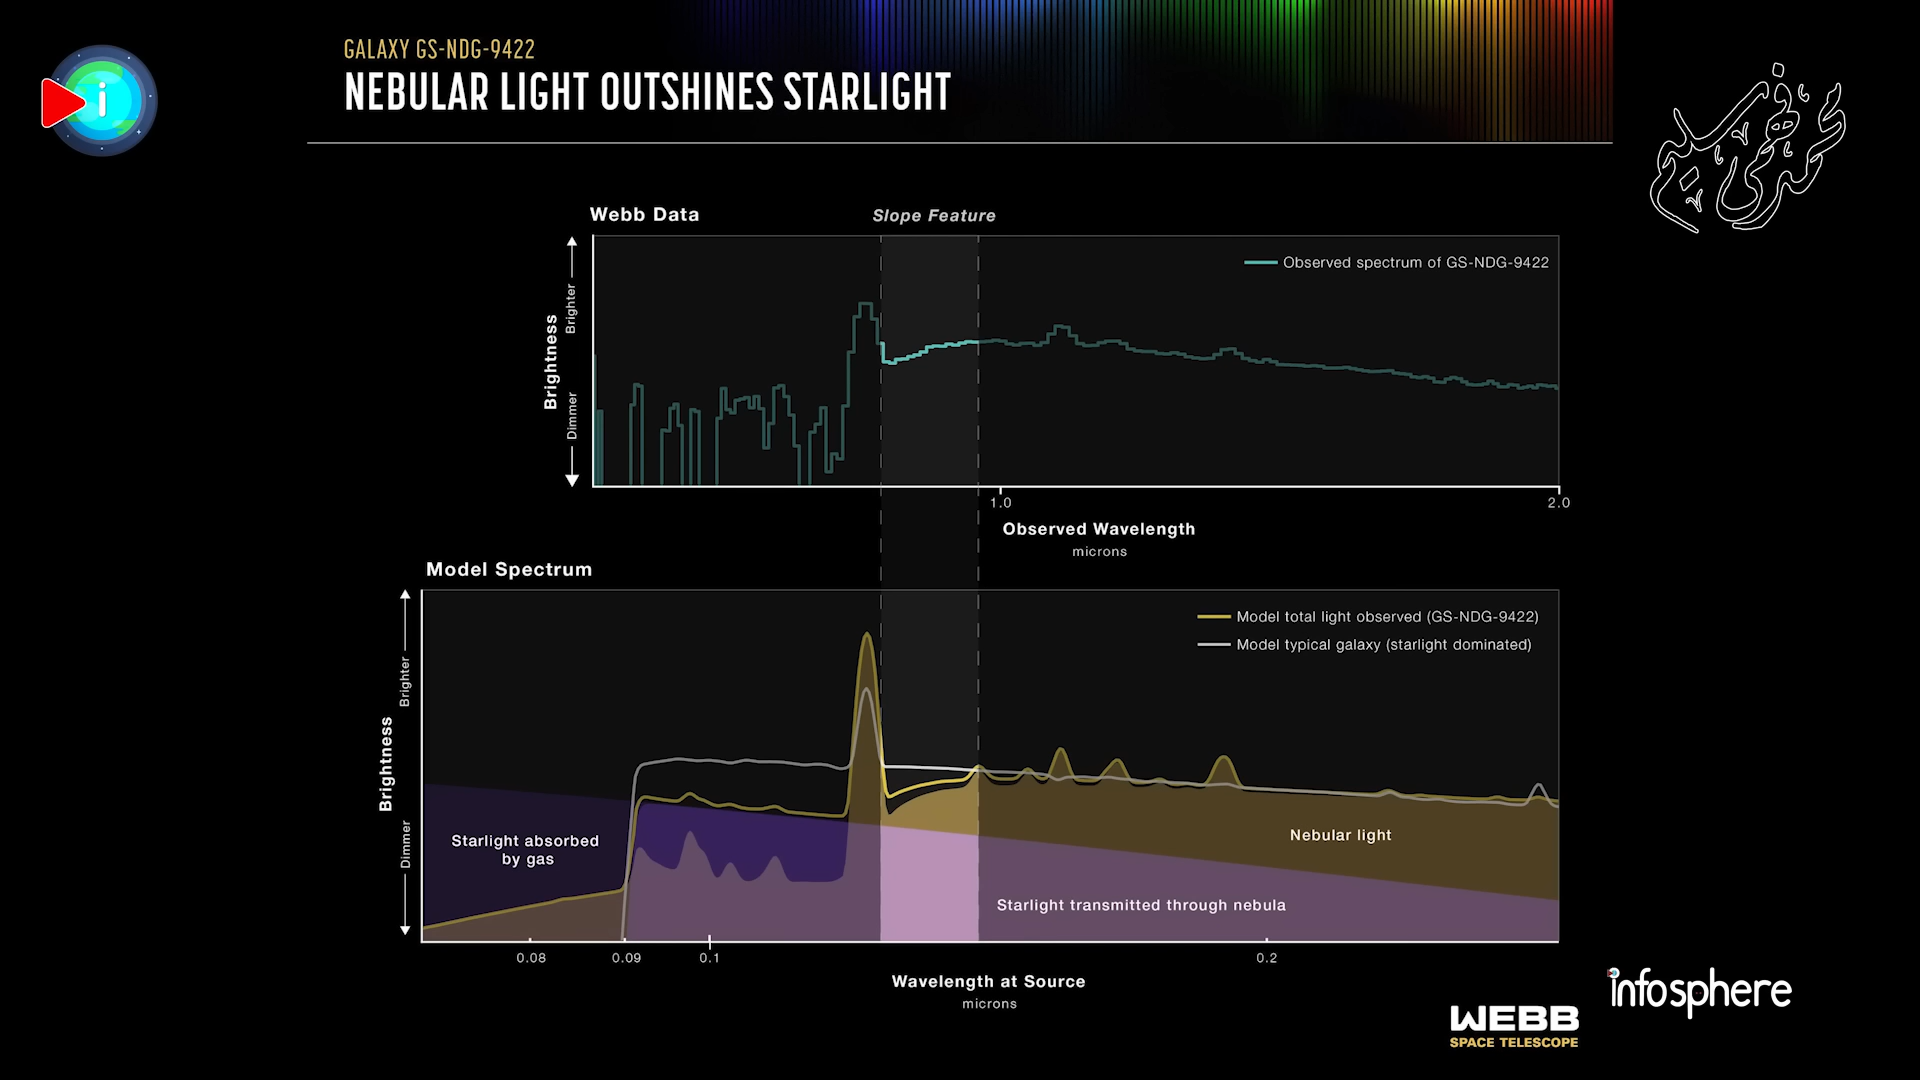 GALAXY GS-NDG-9422
NEBULAR LIGHT OUTSHINES STARLIGHT
i
Webb Data
Slope Feature
Observed spectrum of GS-NDG-9422
Brightness
Brighter
Dimmer
1.0
2.0
Observed Wavelength
microns
Model Spectrum
Model total light observed (GS-NDG-9422)
Model typical galaxy (starlight dominated)
Brightness
Brighter
Dimmer
Starlight absorbed
by gas
Nebular light
Starlight transmitted through nebula
0.08
0.09
0.1
0.2
Wavelength at Source
microns
infosphere
WEBB
SPACE TELESCOPE